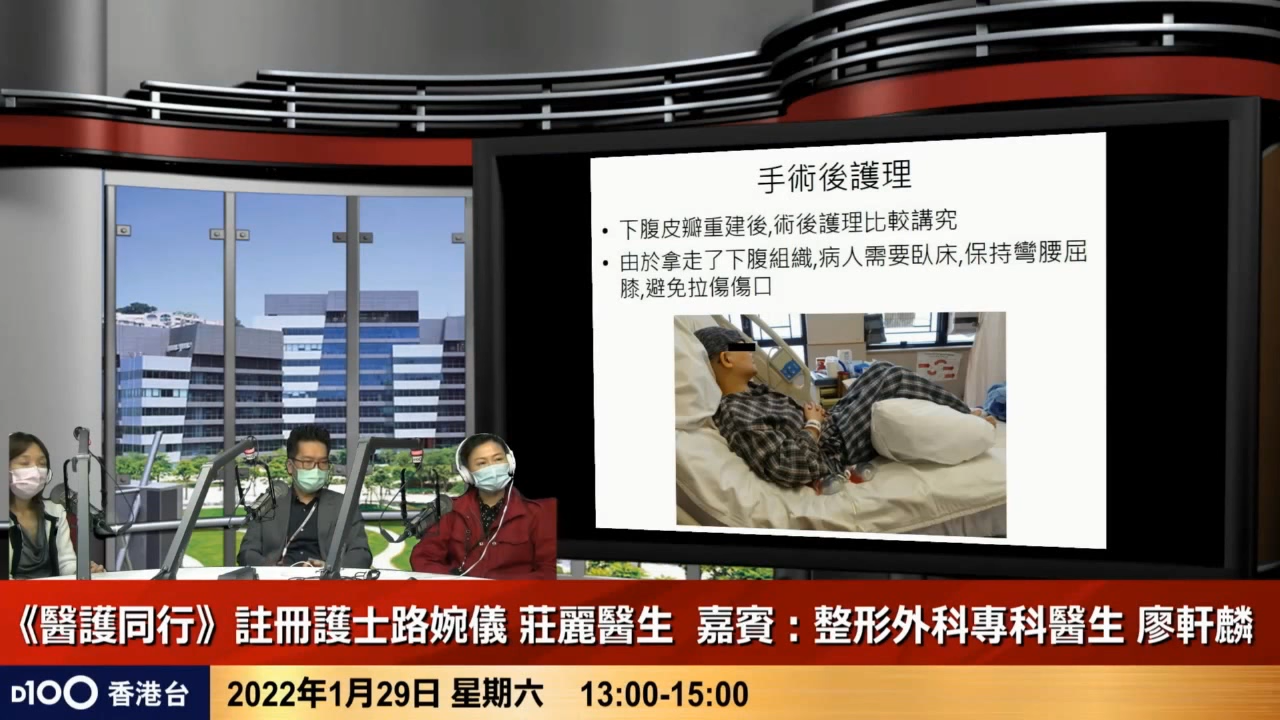 手術後護理
• 下腹皮瓣重建後,術後護理比較講究
• 由於拿走了下腹組織,病人需要臥床,保持彎腰屈
膝,避免拉傷傷口
《醫護同行》註冊護士路婉儀 莊麗醫生 嘉賓：整形外科專科醫生 廖軒麟
D100 香港台
2022年1月29日 星期六 13:00-15:00